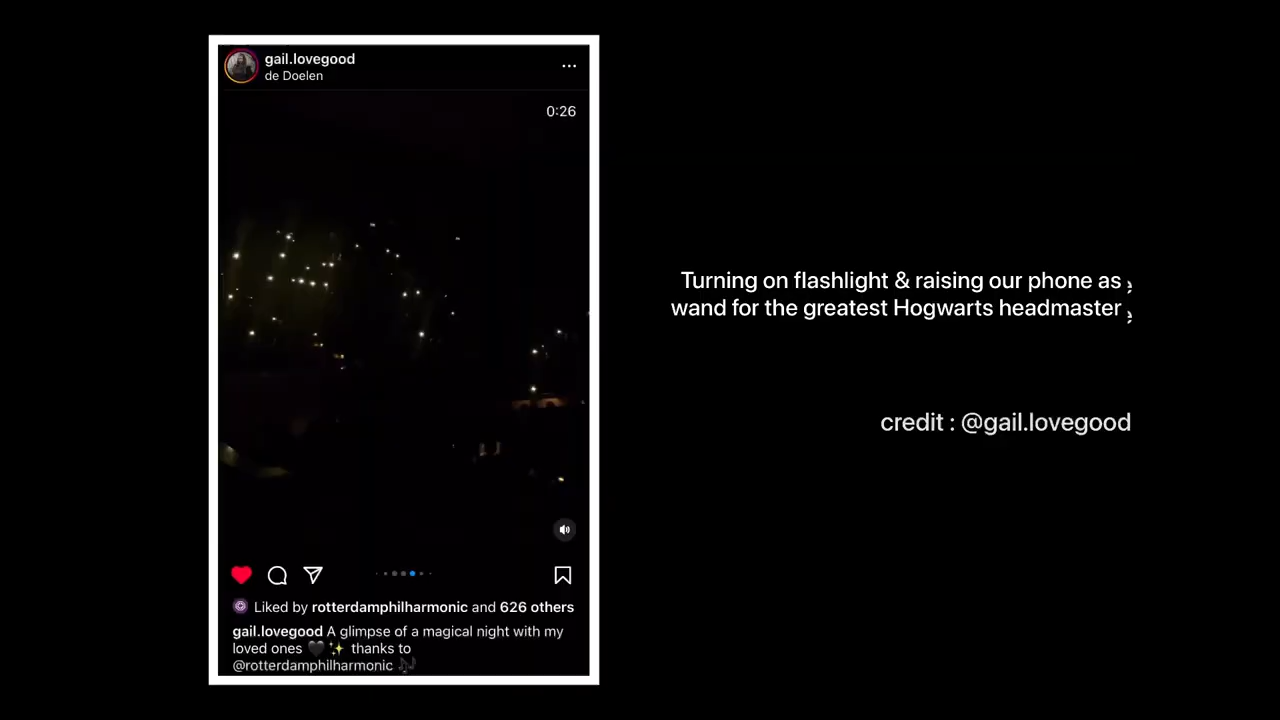 gail.lovegood
de Doelen
0:26
Liked by rotterdamphilharmonic and 626 others
gail.lovegood A glimpse of a magical night with my
loved ones 🖤✨ thanks to
@rotterdamphilharmonic 🎶
Turning on flashlight & raising our phone as
wand for the greatest Hogwarts headmaster
credit : @gail.lovegood